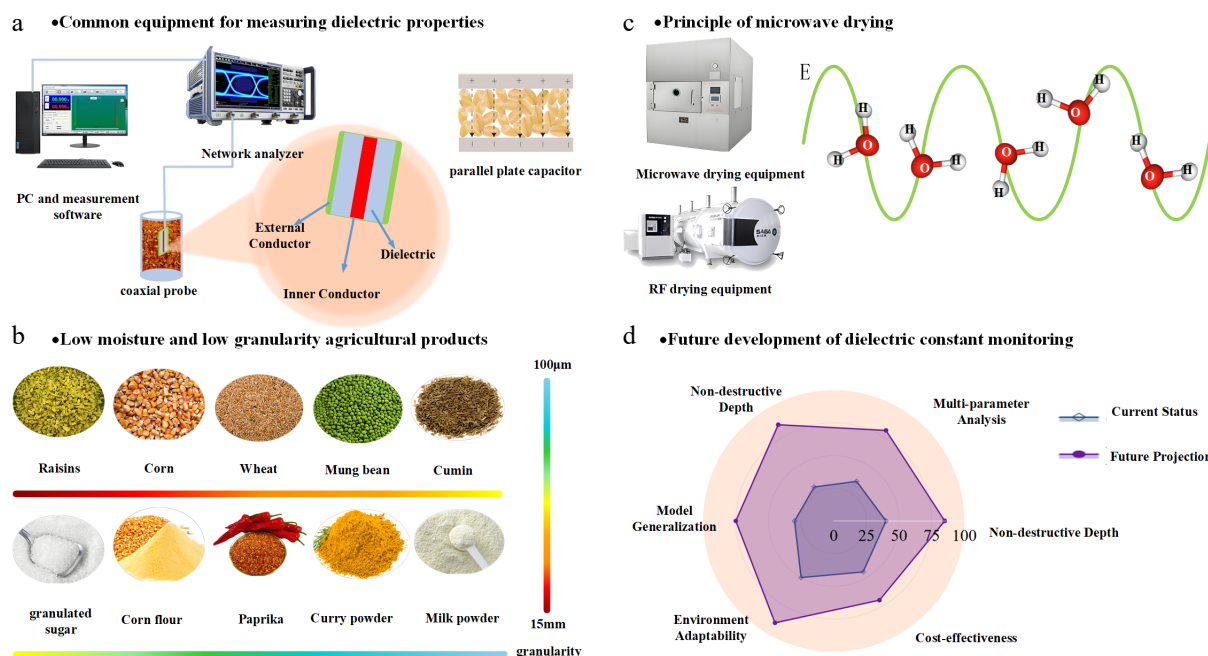 a
•Common equipment for measuring dielectric properties
Network analyzer
PC and measurement
software
parallel plate capacitor
External
Conductor
Dielectric
Inner Conductor
coaxial probe
b
•Low moisture and low granularity agricultural products
Raisins
Corn
Wheat
Mung bean
Cumin
granulated
sugar
Corn flour
Paprika
Curry powder
Milk powder
100μm
15mm
granularity
c
•Principle of microwave drying
Microwave drying equipment
SAGA
RF drying equipment
E
H
H
O
H
H
O
O
H
H
H
H
O
H
H
O
d
•Future development of dielectric constant monitoring
Non-destructive
Depth
Multi-parameter
Analysis
Current Status
Future Projection
Model
Generalization
0 25 50 75 100
Non-destructive Depth
Environment
Adaptability
Cost-effectiveness